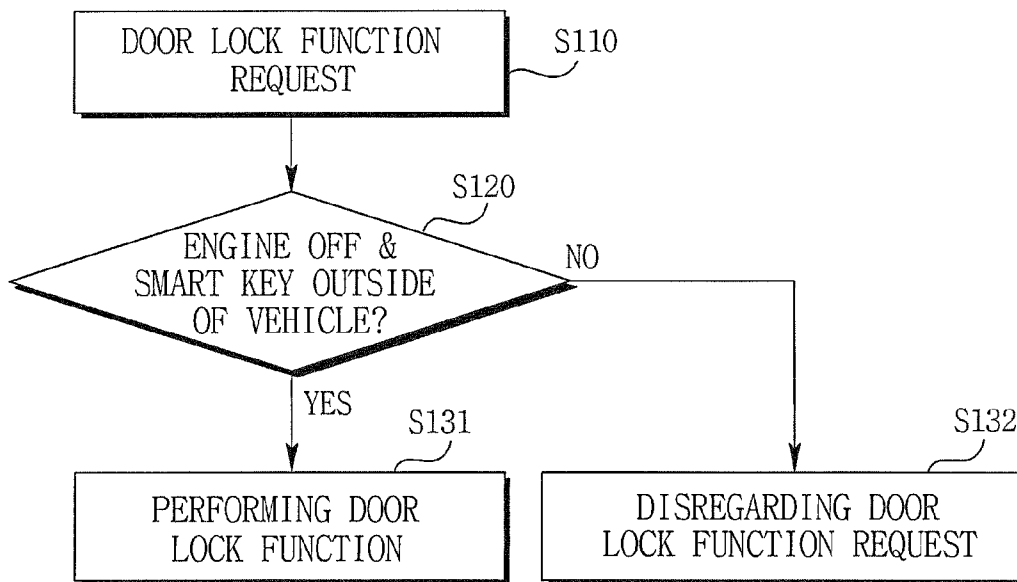 DOOR LOCK FUNCTION
REQUEST
S110
S120
ENGINE OFF &
SMART KEY OUTSIDE
OF VEHICLE?
NO
YES
S131
S132
PERFORMING DOOR
LOCK FUNCTION
DISREGARDING DOOR
LOCK FUNCTION REQUEST